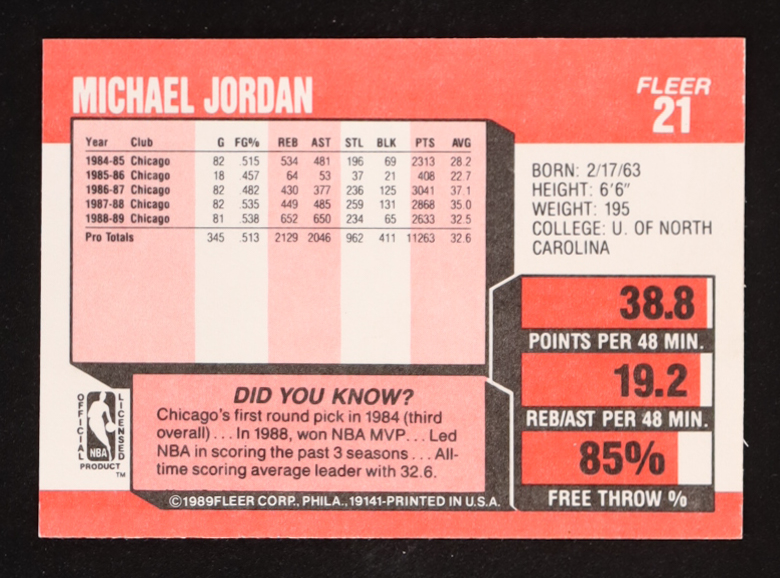 MICHAEL JORDAN
FLEER
21
Year Club G FG% REB AST STL BLK PTS AVG
1984-85 Chicago 82 .515 534 481 196 69 2313 28.2
1985-86 Chicago 18 .457 64 53 37 21 408 22.7
1986-87 Chicago 82 .482 430 377 236 125 3041 37.1
1987-88 Chicago 82 .535 449 485 259 131 2868 35.0
1988-89 Chicago 81 .538 652 650 234 65 2633 32.5
Pro Totals 345 .513 2129 2046 962 411 11263 32.6
BORN: 2/17/63
HEIGHT: 6'6"
WEIGHT: 195
COLLEGE: U. OF NORTH
CAROLINA
38.8
POINTS PER 48 MIN.
19.2
REB/AST PER 48 MIN.
85%
FREE THROW %
DID YOU KNOW?
Chicago's first round pick in 1984 (third
overall) . . . In 1988, won NBA MVP . . . Led
NBA in scoring the past 3 seasons . . . All-
time scoring average leader with 32.6.
OFFICIAL
LICENSED
NBA
PRODUCT
TM
©1989FLEER CORP., PHILA., 19141-PRINTED IN U.S.A.